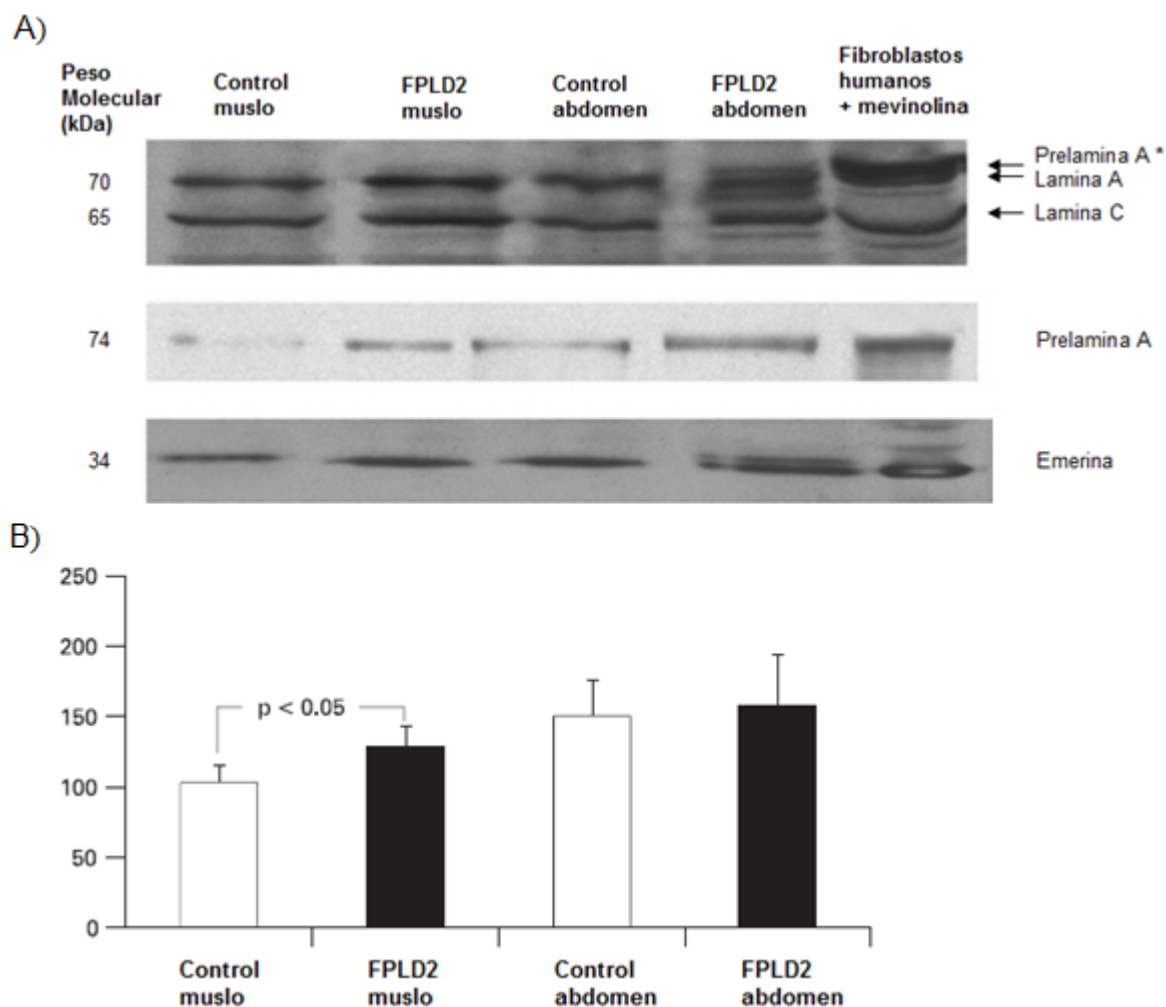 A)
Peso
Molecular
(kDa)
Control
muslo
FPLD2
muslo
Control
abdomen
FPLD2
abdomen
Fibroblastos
humanos
+ mevinolina
70
65
Prelamina A *
Lamina A
Lamina C
74
Prelamina A
34
Emerina
B)
250
200
150
100
50
0
p < 0.05
Control
muslo
FPLD2
muslo
Control
abdomen
FPLD2
abdomen